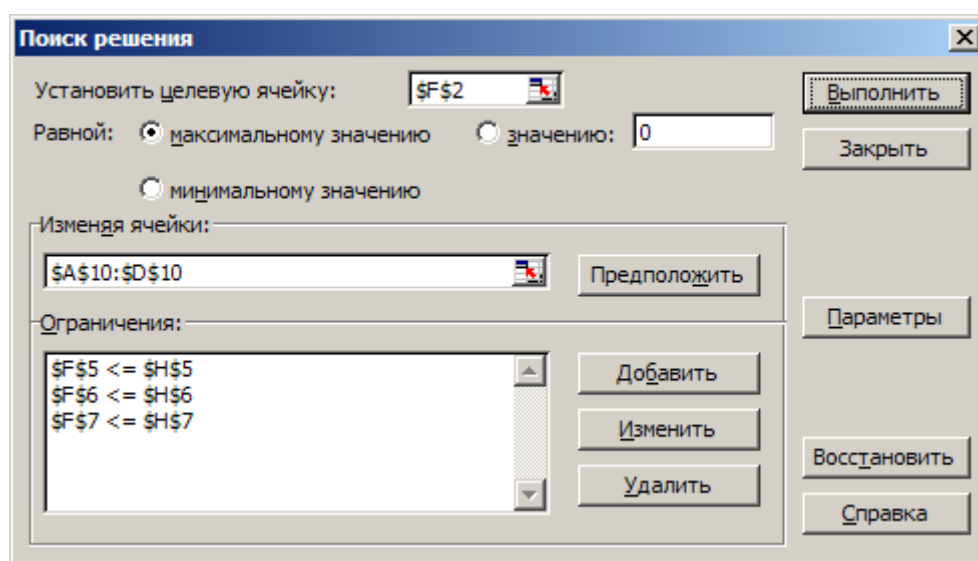 Поиск решения
Установить целевую ячейку: $F$2
Выполнить
Равной: максимальному значению значению: 0
Закрыть
минимальному значению
Изменяя ячейки:
$A$10:$D$10 Предположить
Ограничения:
Параметры
$F$5 <= $H$5
$F$6 <= $H$6
$F$7 <= $H$7
Добавить
Изменить
Удалить
Восстановить
Справка